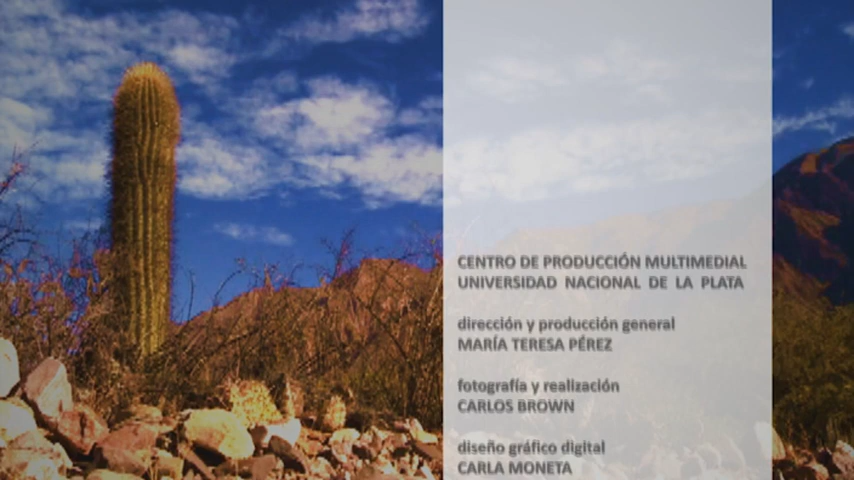 CENTRO DE PRODUCCIÓN MULTIMEDIAL
UNIVERSIDAD NACIONAL DE LA PLATA
dirección y producción general
MARÍA TERESA PÉREZ
fotografía y realización
CARLOS BROWN
diseño gráfico digital
CARLA MONETA